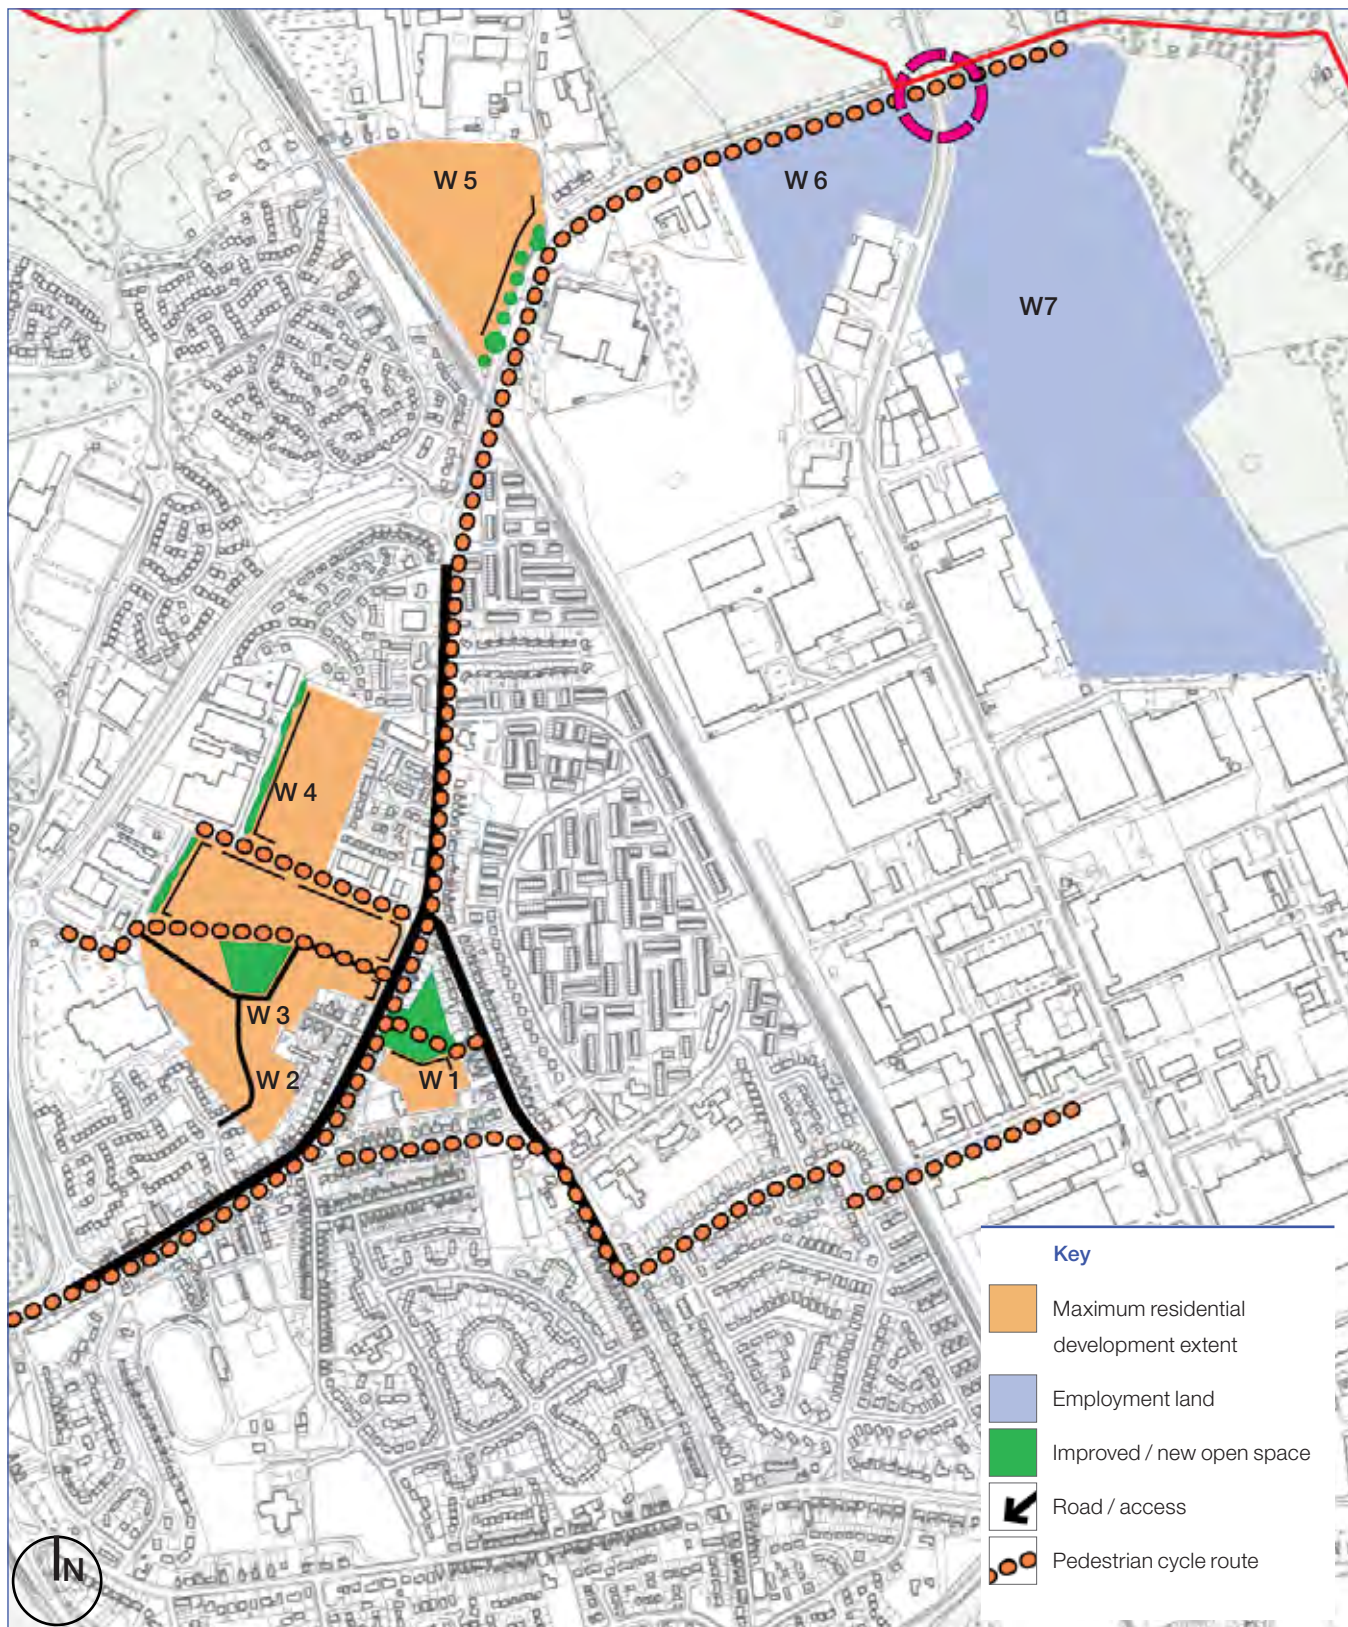 W 5
W 6
W7
W 4
W 3
W 2
W 1
Key
Maximum residential
development extent
Employment land
Improved / new open space
Road / access
Pedestrian cycle route
N